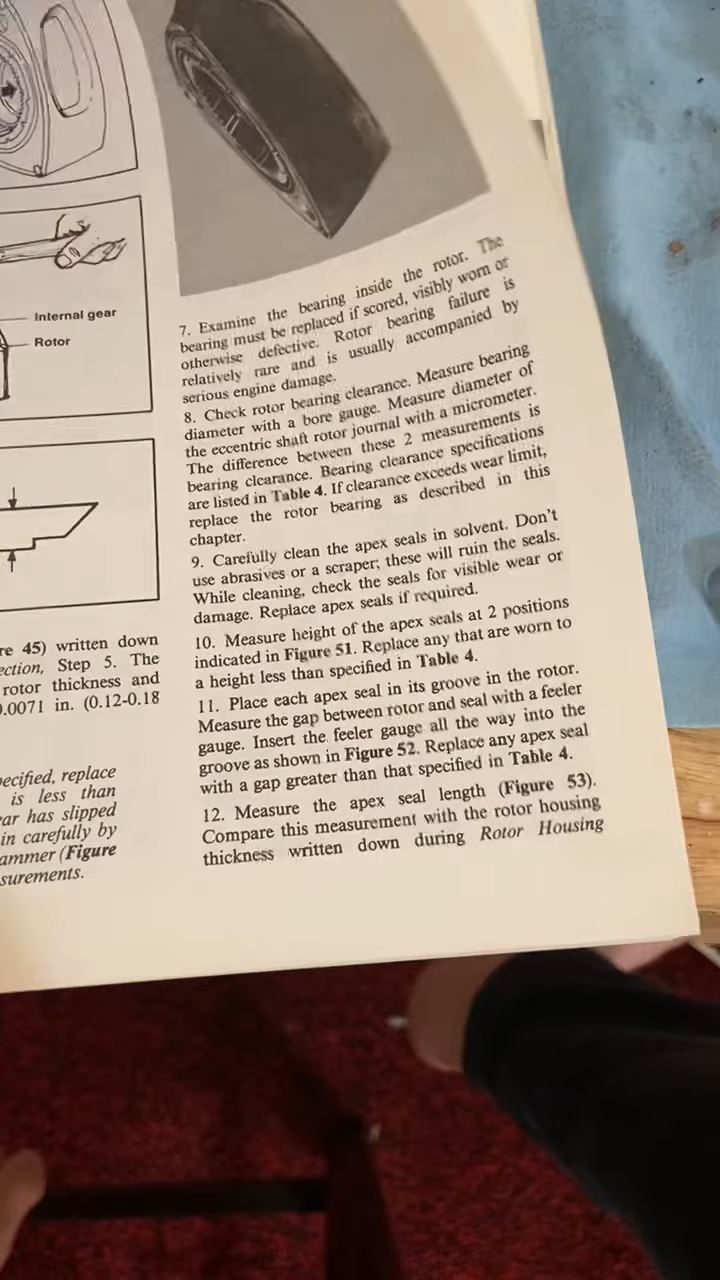 Internal gear
Rotor
re 45) written down
ection, Step 5. The
rotor thickness and
.0071 in. (0.12-0.18
pecified, replace
is less than
ar has slipped
in carefully by
ammer (Figure
surements.
7. Examine the bearing inside the rotor. The
bearing must be replaced if scored, visibly worn or
otherwise defective. Rotor bearing failure is
relatively rare and is usually accompanied by
serious engine damage.
8. Check rotor bearing clearance. Measure bearing
diameter with a bore gauge. Measure diameter of
the eccentric shaft rotor journal with a micrometer.
The difference between these 2 measurements is
bearing clearance. Bearing clearance specifications
are listed in Table 4. If clearance exceeds wear limit,
replace the rotor bearing as described in this
chapter.
9. Carefully clean the apex seals in solvent. Don't
use abrasives or a scraper; these will ruin the seals.
While cleaning, check the seals for visible wear or
damage. Replace apex seals if required.
10. Measure height of the apex seals at 2 positions
indicated in Figure 51. Replace any that are worn to
a height less than specified in Table 4.
11. Place each apex seal in its groove in the rotor.
Measure the gap between rotor and seal with a feeler
gauge. Insert the feeler gauge all the way into the
groove as shown in Figure 52. Replace any apex seal
with a gap greater than that specified in Table 4.
12. Measure the apex seal length (Figure 53).
Compare this measurement with the rotor housing
thickness written down during Rotor Housing